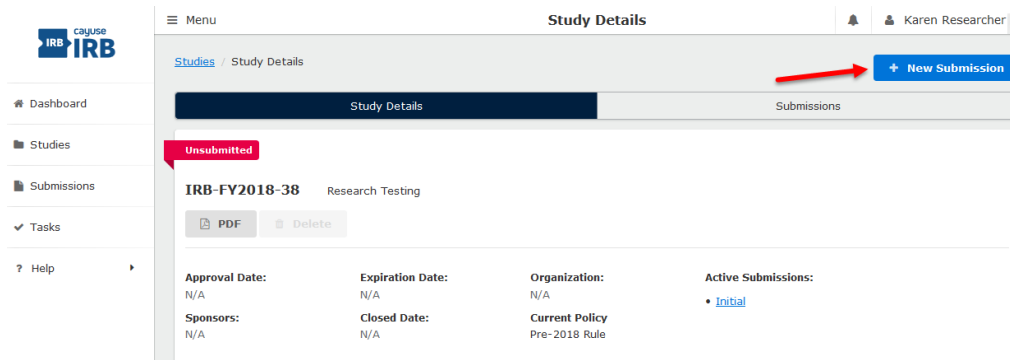 cayuse
IRB IRB
Menu
Study Details
Karen Researcher
Studies / Study Details
+ New Submission
Dashboard
Studies
Submissions
Tasks
? Help
Study Details
Submissions
Unsubmitted
IRB-FY2018-38 Research Testing
PDF
Delete
Approval Date: Expiration Date: Organization: Active Submissions:
N/A N/A N/A • Initial
Sponsors: Closed Date: Current Policy
N/A N/A Pre-2018 Rule